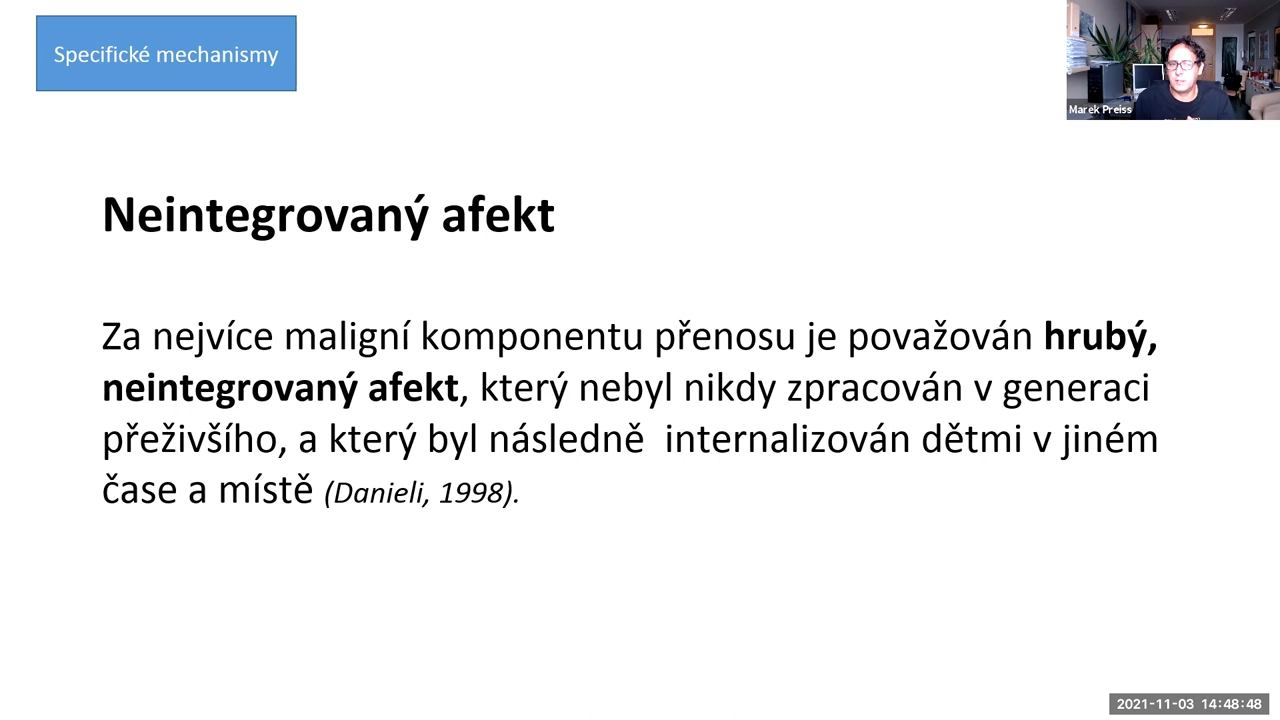 Specifické mechanismy
Marek Preiss
Neintegrovaný afekt
Za nejvíce maligní komponentu přenosu je považován hrubý,
neintegrovaný afekt, který nebyl nikdy zpracován v generaci
přeživšího, a který byl následně  internalizován dětmi v jiném
čase a místě (Danieli, 1998).
2021-11-03 14:48:48